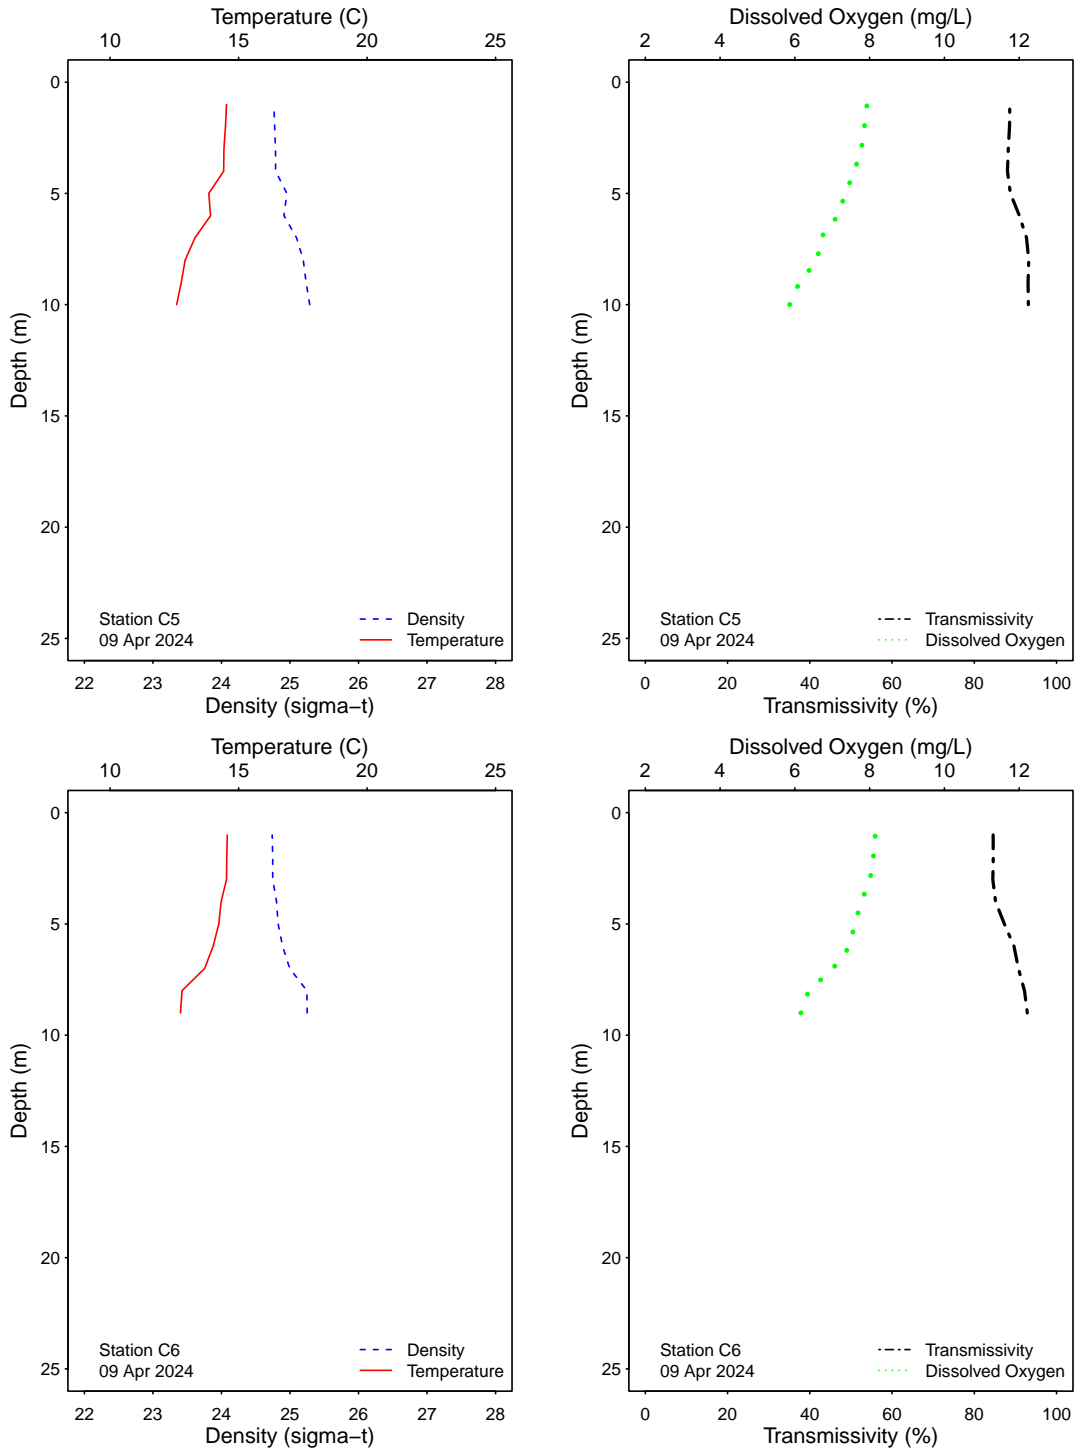 Temperature (C)
10 15 20 25
Depth (m)
0
5
10
15
20
25
Station C5
09 Apr 2024
Density
Temperature
22 23 24 25 26 27 28
Density (sigma−t)
Dissolved Oxygen (mg/L)
2 4 6 8 10 12
Depth (m)
0
5
10
15
20
25
Station C5
09 Apr 2024
Transmissivity
Dissolved Oxygen
0 20 40 60 80 100
Transmissivity (%)
Temperature (C)
10 15 20 25
Depth (m)
0
5
10
15
20
25
Station C6
09 Apr 2024
Density
Temperature
22 23 24 25 26 27 28
Density (sigma−t)
Dissolved Oxygen (mg/L)
2 4 6 8 10 12
Depth (m)
0
5
10
15
20
25
Station C6
09 Apr 2024
Transmissivity
Dissolved Oxygen
0 20 40 60 80 100
Transmissivity (%)